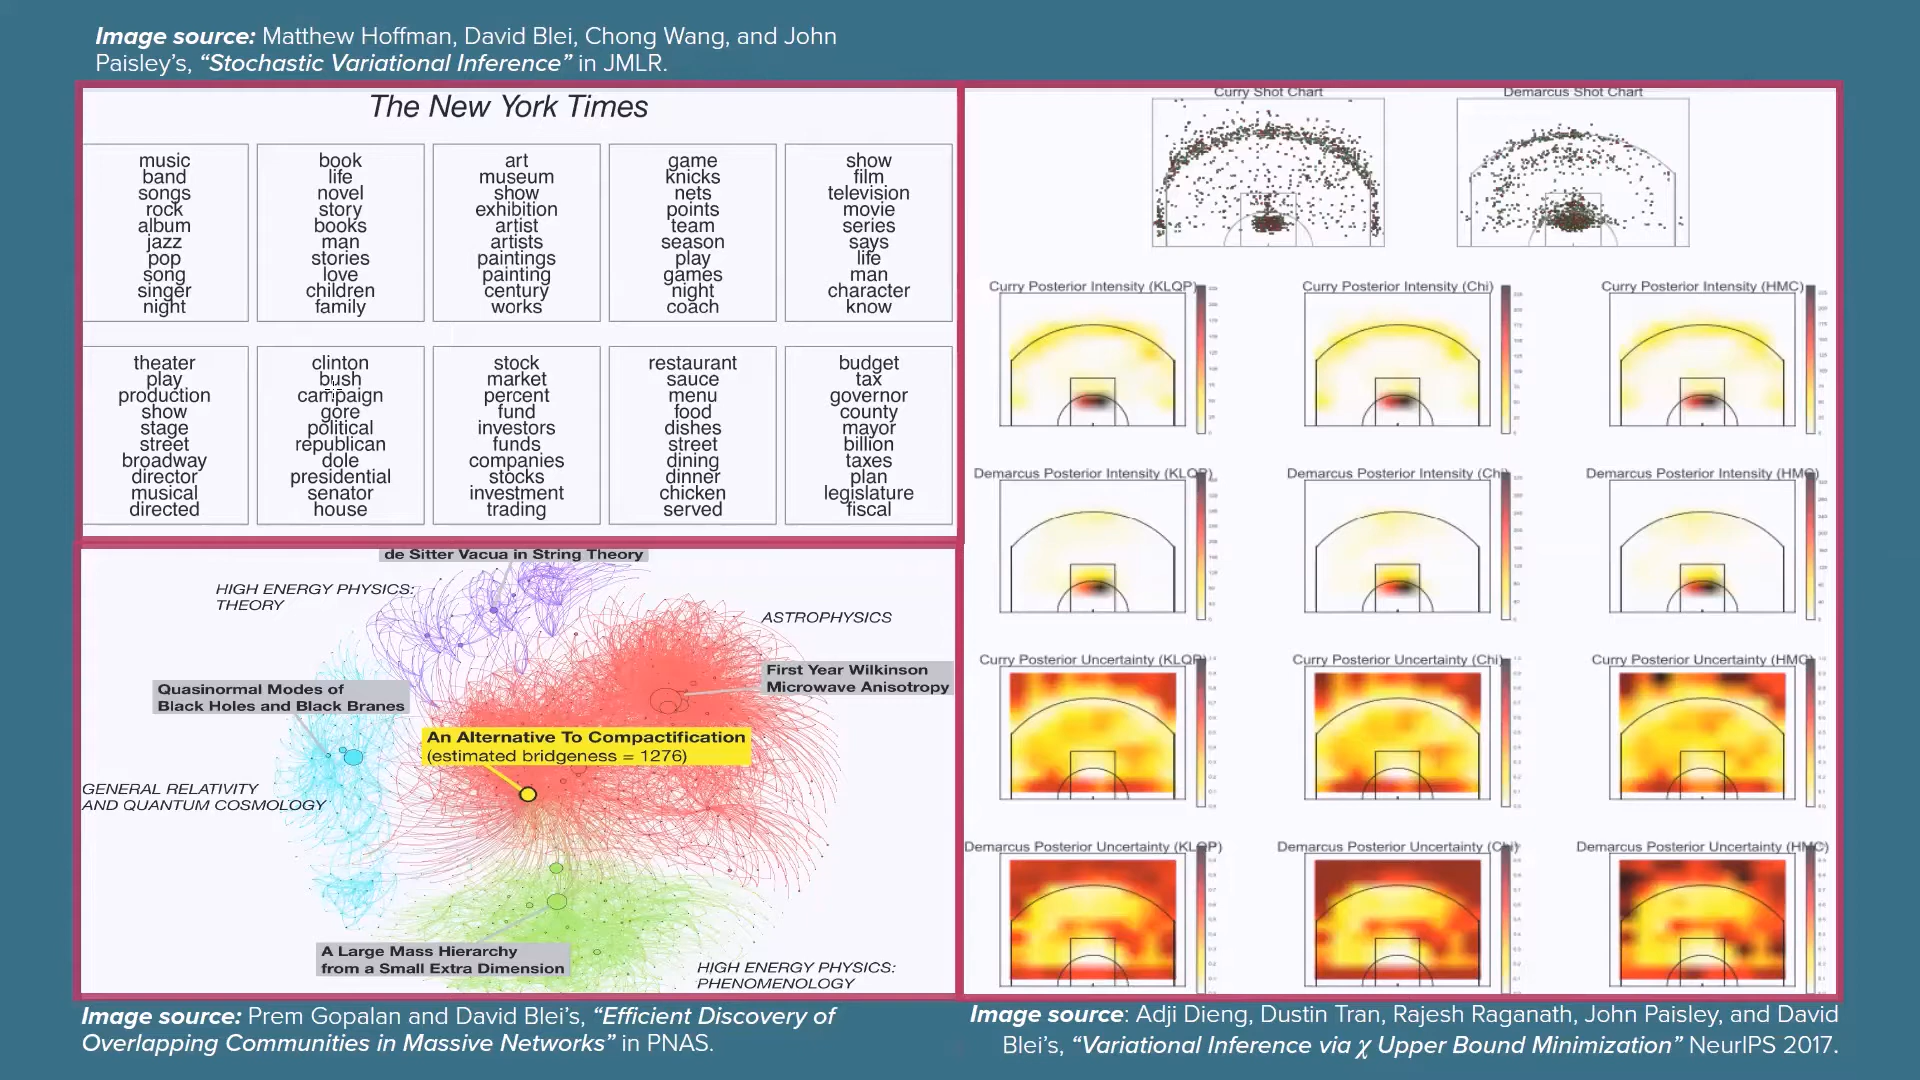 Image source: Matthew Hoffman, David Blei, Chong Wang, and John
Paisley's, “Stochastic Variational Inference” in JMLR.
The New York Times
music
band
songs
rock
album
jazz
pop
song
singer
night
book
life
novel
story
books
man
stories
love
children
family
art
museum
show
exhibition
artist
artists
paintings
painting
century
works
game
knicks
nets
points
team
season
play
games
night
coach
show
film
television
movie
series
says
life
man
character
know
theater
play
production
show
stage
street
broadway
director
musical
directed
clinton
bush
campaign
gore
political
republican
dole
presidential
senator
house
stock
market
percent
fund
investors
funds
companies
stocks
investment
trading
restaurant
sauce
menu
food
dishes
street
dining
dinner
chicken
served
budget
tax
governor
county
mayor
billion
taxes
plan
legislature
fiscal
de Sitter Vacua in String Theory
HIGH ENERGY PHYSICS:
THEORY
ASTROPHYSICS
First Year Wilkinson
Microwave Anisotropy
Quasinormal Modes of
Black Holes and Black Branes
An Alternative To Compactification
(estimated bridgeness = 1276)
GENERAL RELATIVITY
AND QUANTUM COSMOLOGY
A Large Mass Hierarchy
from a Small Extra Dimension
HIGH ENERGY PHYSICS:
PHENOMENOLOGY
Image source: Prem Gopalan and David Blei's, “Efficient Discovery of
Overlapping Communities in Massive Networks” in PNAS.
Curry Shot Chart
Demarcus Shot Chart
Curry Posterior Intensity (KLQP)
Curry Posterior Intensity (Chi)
Curry Posterior Intensity (HMC)
Demarcus Posterior Intensity (KLQP)
Demarcus Posterior Intensity (Chi)
Demarcus Posterior Intensity (HMC)
Curry Posterior Uncertainty (KLQP)
Curry Posterior Uncertainty (Chi)
Curry Posterior Uncertainty (HMC)
Demarcus Posterior Uncertainty (KLQP)
Demarcus Posterior Uncertainty (Chi)
Demarcus Posterior Uncertainty (HMC)
Image source: Adji Dieng, Dustin Tran, Rajesh Raganath, John Paisley, and David
Blei's, “Variational Inference via χ Upper Bound Minimization” NeurIPS 2017.